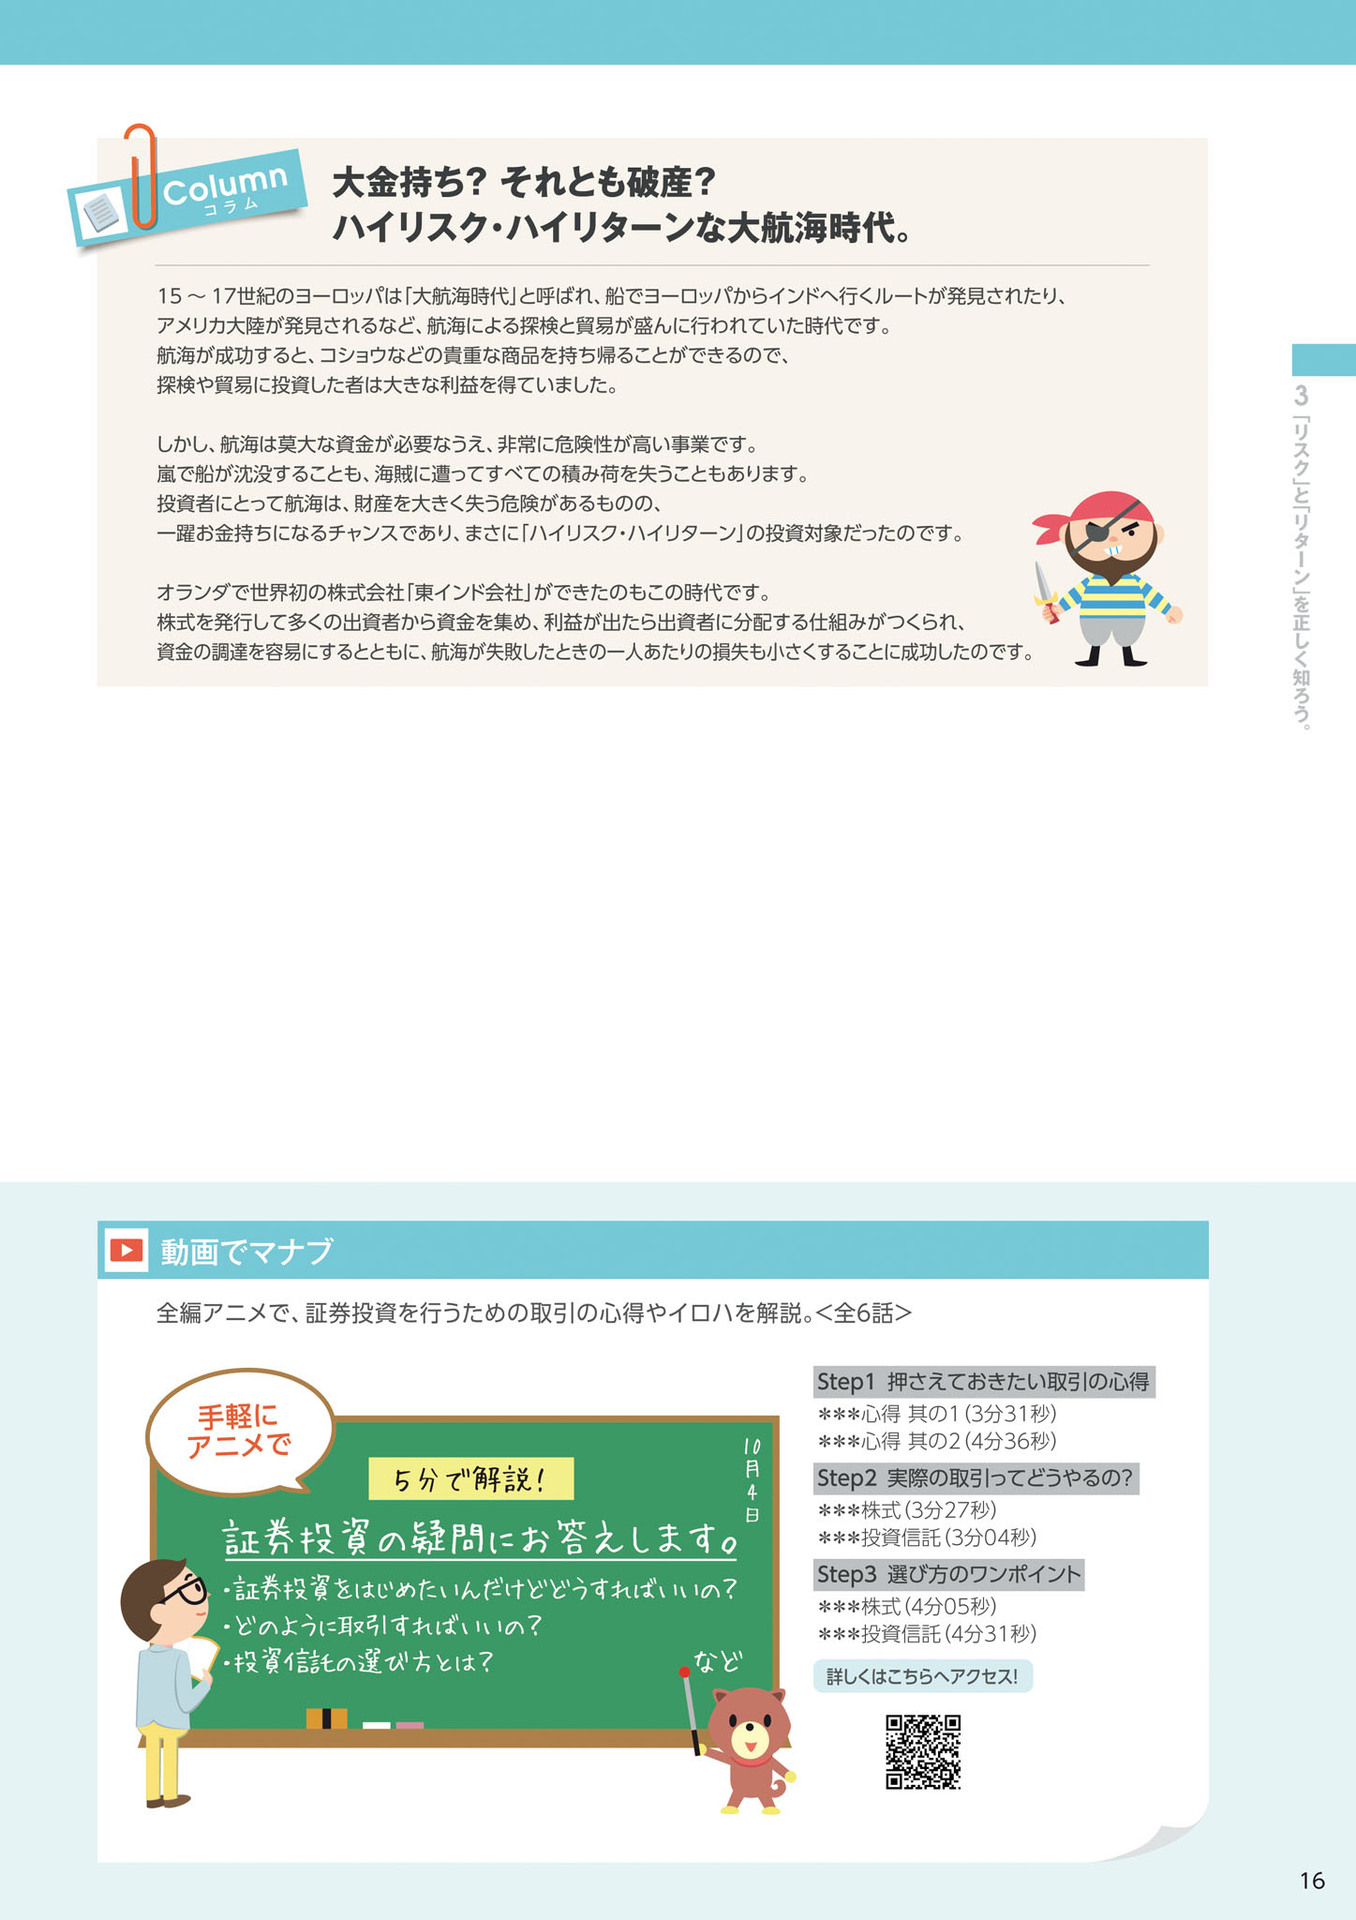 Column
コラム
大金持ち? それとも破産?
ハイリスク・ハイリターンな大航海時代。
15 ～ 17世紀のヨーロッパは「大航海時代」と呼ばれ、船でヨーロッパからインドへ行くルートが発見されたり、
アメリカ大陸が発見されるなど、航海による探検と貿易が盛んに行われていた時代です。
航海が成功すると、コショウなどの貴重な商品を持ち帰ることができるので、
探検や貿易に投資した者は大きな利益を得ていました。
しかし、航海は莫大な資金が必要なうえ、非常に危険性が高い事業です。
嵐で船が沈没することも、海賊に遭ってすべての積み荷を失うこともあります。
投資者にとって航海は、財産を大きく失う危険があるものの、
一躍お金持ちになるチャンスであり、まさに「ハイリスク・ハイリターン」の投資対象だったのです。
オランダで世界初の株式会社「東インド会社」ができたのもこの時代です。
株式を発行して多くの出資者から資金を集め、利益が出たら出資者に分配する仕組みがつくられ、
資金の調達を容易にするとともに、航海が失敗したときの一人あたりの損失も小さくすることに成功したのです。
3 「リスク」と「リターン」を正しく知ろう。
動画でマナブ
全編アニメで、証券投資を行うための取引の心得やイロハを解説。<全6話>
手軽に
アニメで
10月4日
5分で解説!
証券投資の疑問にお答えします。
・証券投資をはじめたいんだけどどうすればいいの?
・どのように取引すればいいの?
・投資信託の選び方とは?
など
Step1 押さえておきたい取引の心得
***心得 其の1（3分31秒）
***心得 其の2（4分36秒）
Step2 実際の取引ってどうやるの?
***株式（3分27秒）
***投資信託（3分04秒）
Step3 選び方のワンポイント
***株式（4分05秒）
***投資信託（4分31秒）
詳しくはこちらへアクセス!
16